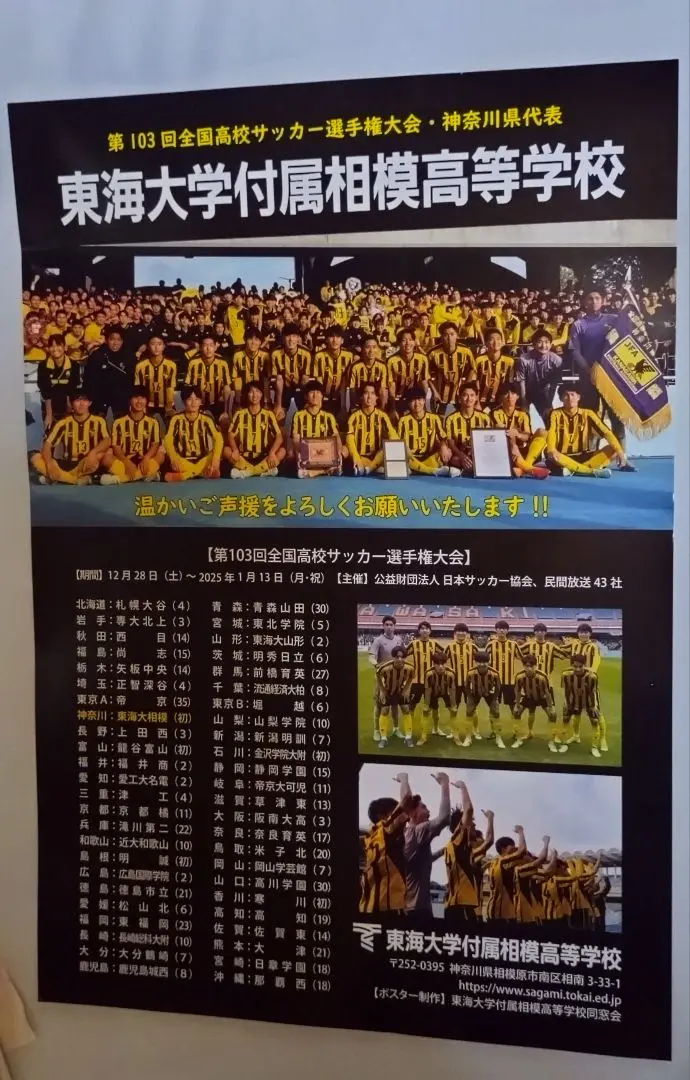 第103回全国高校サッカー選手権大会・神奈川県代表
東海大学付属相模高等学校
温かいご声援をよろしくお願いいたします!!
【第103回全国高校サッカー選手権大会】
【期間】12月28日(土)~2025年1月13日(月・祝)【主催】公益財団法人 日本サッカー協会、民間放送43社
北海道:札幌大谷(4)
岩手:専大北上(3)
秋田:西目(14)
福島:尚志(15)
栃木:矢板中央(14)
埼玉:正智深谷(4)
東京A:帝京(35)
神奈川:東海大相模(初)
長野:上田西(3)
富山:龍谷富山(初)
福井:福井商(2)
愛知:愛工大名電(2)
三重:津工(4)
京都:京都橘(11)
兵庫:滝川第二(22)
和歌山:近大和歌山(10)
島根:明誠(初)
広島:広島国際学院(2)
徳島:徳島市立(21)
愛媛:松山北(6)
福岡:東福岡(23)
長崎:長崎総科大附(10)
大分:大分鶴崎(7)
鹿児島:鹿児島城西(8)
青森:青森山田(30)
宮城:東北学院(5)
山形:東海大山形(2)
茨城:明秀日立(6)
群馬:前橋育英(27)
千葉:流通経済大柏(8)
東京B:堀越(6)
山梨:山梨学院(10)
新潟:新潟明訓(7)
石川:金沢学院大附(初)
静岡:静岡学園(15)
岐阜:帝京大可児(11)
滋賀:草津東(13)
大阪:阪南大高(3)
奈良:奈良育英(17)
鳥取:米子北(20)
岡山:岡山学芸館(7)
山口:高川学園(30)
香川:寒川(初)
高知:高知(19)
佐賀:佐賀東(14)
熊本:大津(21)
宮崎:日章学園(18)
沖縄:那覇西(18)
東海大学付属相模高等学校
〒252-0395 神奈川県相模原市南区相南3-33-1
https://www.sagami.tokai.ed.jp
【ポスター制作】東海大学付属相模高等学校同窓会